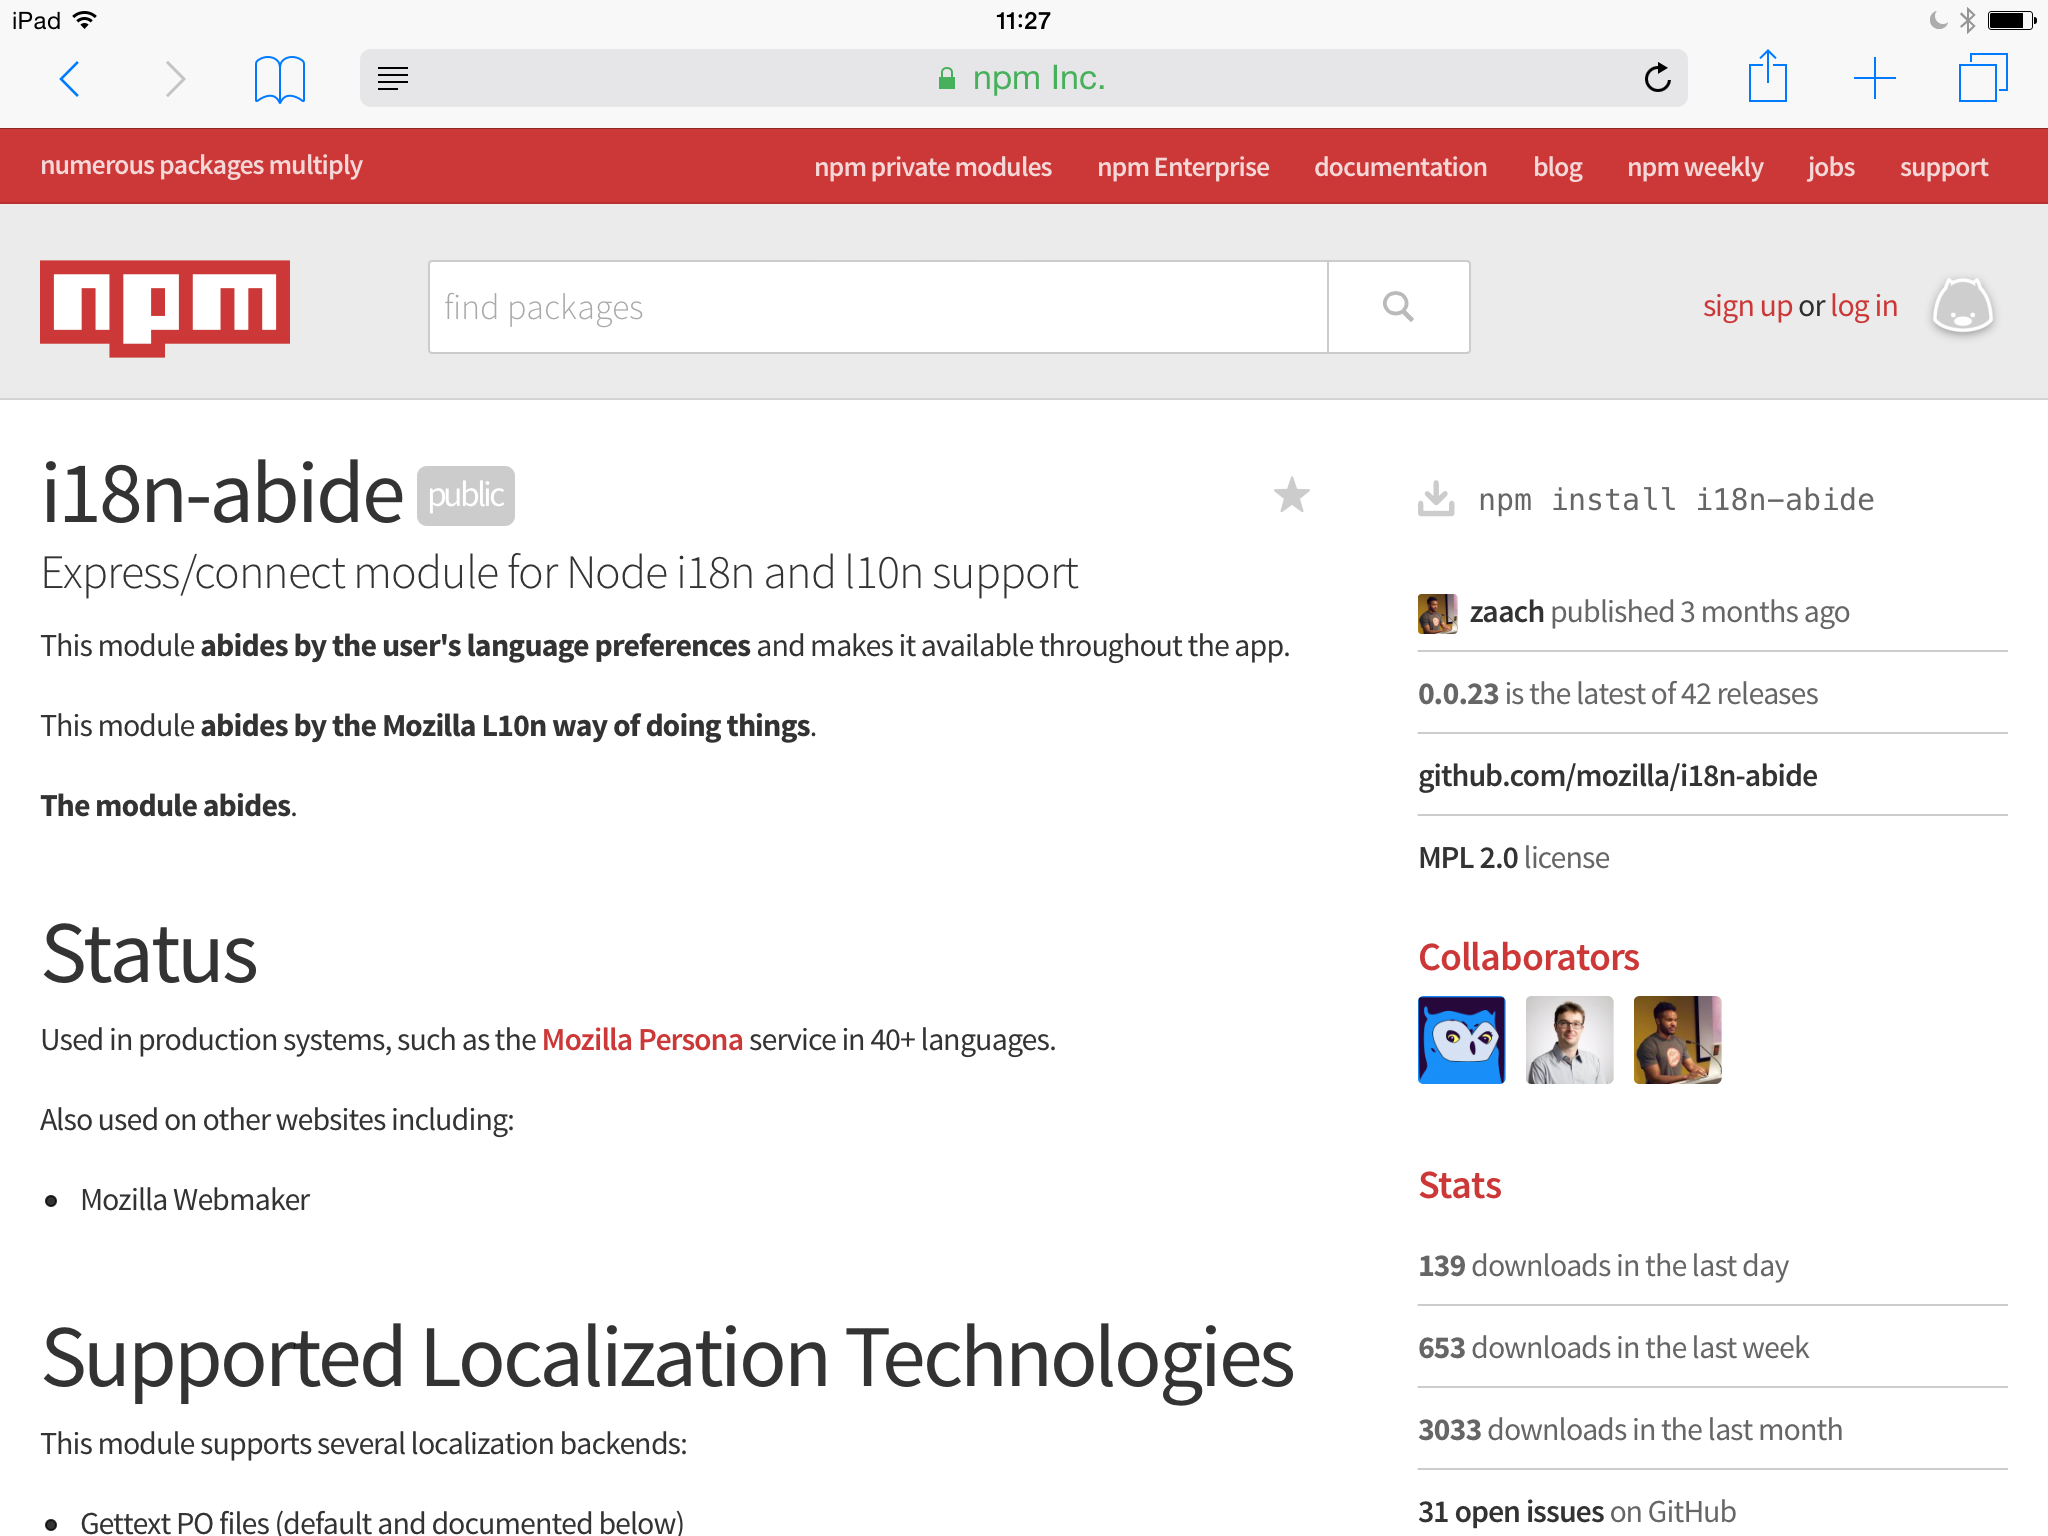 iPad
11:27
npm Inc.
numerous packages multiply
npm private modules npm Enterprise documentation blog npm weekly jobs support
npm
find packages
sign up or log in
i18n-abide public
Express/connect module for Node i18n and l10n support
This module abides by the user's language preferences and makes it available throughout the app.
This module abides by the Mozilla L10n way of doing things.
The module abides.
Status
Used in production systems, such as the Mozilla Persona service in 40+ languages.
Also used on other websites including:
• Mozilla Webmaker
Supported Localization Technologies
This module supports several localization backends:
• Gettext PO files (default and documented below)
npm install i18n-abide
zaach published 3 months ago
0.0.23 is the latest of 42 releases
github.com/mozilla/i18n-abide
MPL 2.0 license
Collaborators
Stats
139 downloads in the last day
653 downloads in the last week
3033 downloads in the last month
31 open issues on GitHub